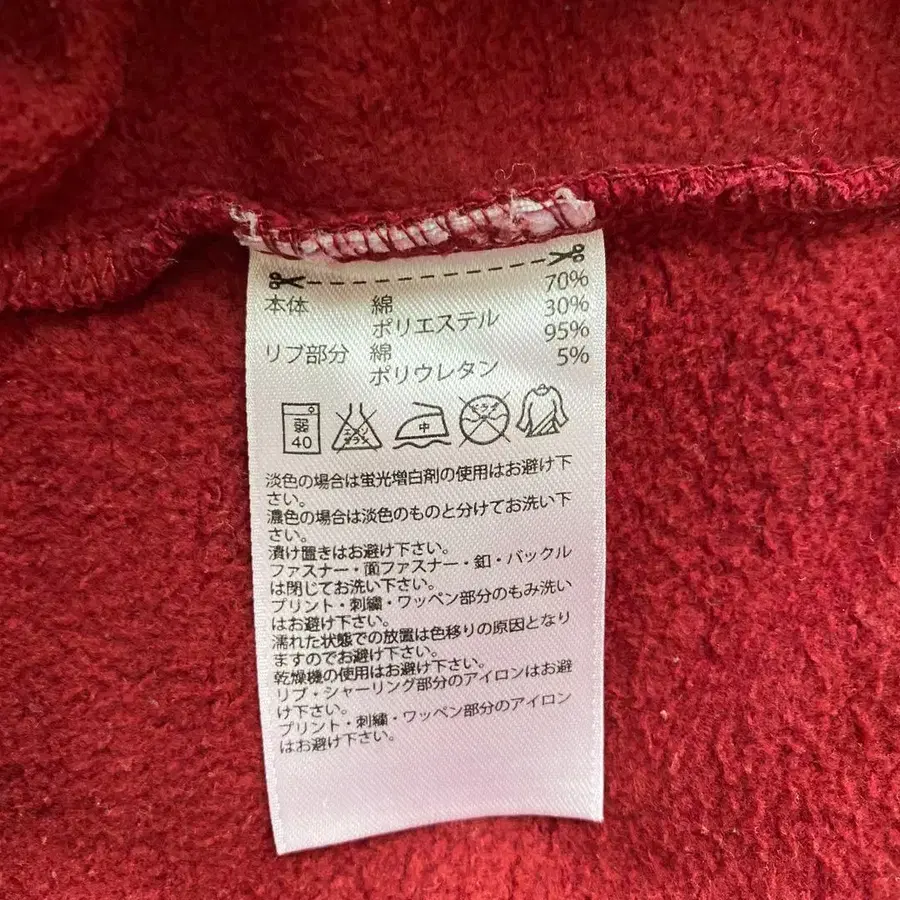 本体 綿 70%
ポリエステル 30%
リブ部分 綿 95%
ポリウレタン 5%
弱 エンソサラシ 中 ドライ
40
淡色の場合は蛍光増白剤の使用はお避け下
さい。
濃色の場合は淡色のものと分けてお洗い下
さい。
漬け置きはお避け下さい。
ファスナー・面ファスナー・釦・バックル
は閉じてお洗い下さい。
プリント・刺繍・ワッペン部分のもみ洗い
はお避け下さい。
濡れた状態での放置は色移りの原因となり
ますのでお避け下さい。
乾燥機の使用はお避け下さい。
リブ・シャーリング部分のアイロンはお避
け下さい。
プリント・刺繍・ワッペン部分のアイロン
はお避け下さい。